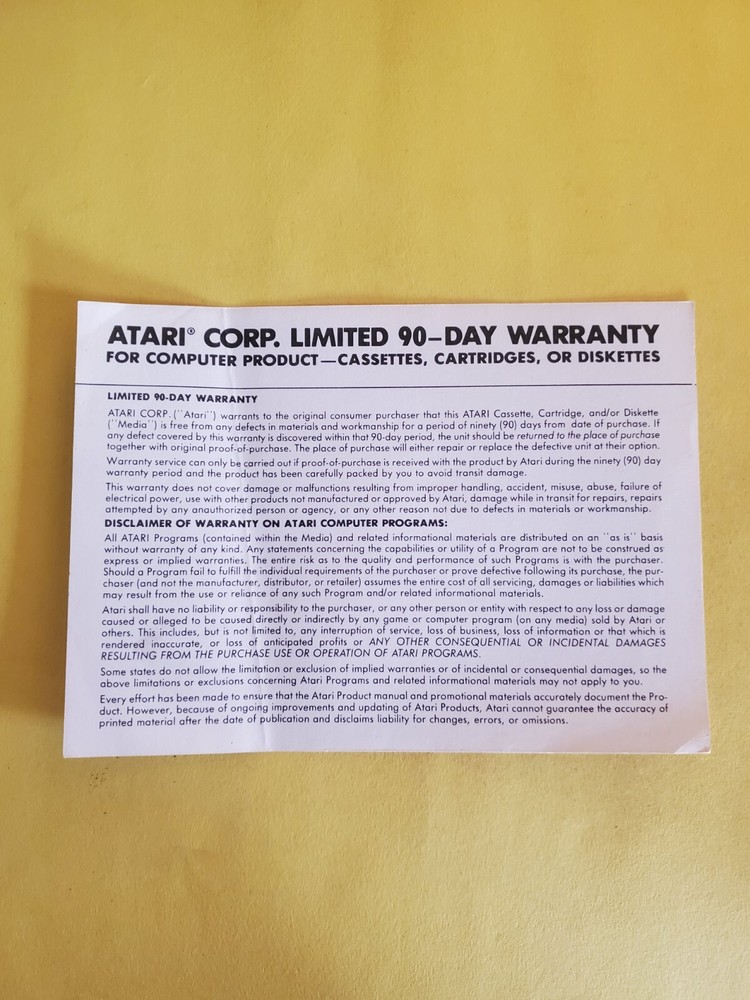 ATARI® CORP. LIMITED 90-DAY WARRANTY
FOR COMPUTER PRODUCT—CASSETTES, CARTRIDGES, OR DISKETTES
LIMITED 90-DAY WARRANTY
ATARI CORP. (''Atari'') warrants to the original consumer purchaser that this ATARI Cassette, Cartridge, and/or Diskette
(''Media'') is free from any defects in materials and workmanship for a period of ninety (90) days from date of purchase. If
any defect covered by this warranty is discovered within that 90-day period, the unit should be returned to the place of purchase
together with original proof-of-purchase. The place of purchase will either repair or replace the defective unit at their option.
Warranty service can only be carried out if proof-of-purchase is received with the product by Atari during the ninety (90) day
warranty period and the product has been carefully packed by you to avoid transit damage.
This warranty does not cover damage or malfunctions resulting from improper handling, accident, misuse, abuse, failure of
electrical power, use with other products not manufactured or approved by Atari, damage while in transit for repairs, repairs
attempted by any unauthorized person or agency, or any other reason not due to defects in materials or workmanship.
DISCLAIMER OF WARRANTY ON ATARI COMPUTER PROGRAMS:
All ATARI Programs (contained within the Media) and related informational materials are distributed on an ''as is'' basis
without warranty of any kind. Any statements concerning the capabilities or utility of a Program are not to be construed as
express or implied warranties. The entire risk as to the quality and performance of such Programs is with the purchaser.
Should a Program fail to fulfill the individual requirements of the purchaser or prove defective following its purchase, the pur-
chaser (and not the manufacturer, distributor, or retailer) assumes the entire cost of all servicing, damages or liabilities which
may result from the use or reliance of any such Program and/or related informational materials.
Atari shall have no liability or responsibility to the purchaser, or any other person or entity with respect to any loss or damage
caused or alleged to be caused directly or indirectly by any game or computer program (on any media) sold by Atari or
others. This includes, but is not limited to, any interruption of service, loss of business, loss of information or that which is
rendered inaccurate, or loss of anticipated profits or ANY OTHER CONSEQUENTIAL OR INCIDENTAL DAMAGES
RESULTING FROM THE PURCHASE USE OR OPERATION OF ATARI PROGRAMS.
Some states do not allow the limitation or exclusion of implied warranties or of incidental or consequential damages, so the
above limitations or exclusions concerning Atari Programs and related informational materials may not apply to you.
Every effort has been made to ensure that the Atari Product manual and promotional materials accurately document the Pro-
duct. However, because of ongoing improvements and updating of Atari Products, Atari cannot guarantee the accuracy of
printed material after the date of publication and disclaims liability for changes, errors, or omissions.